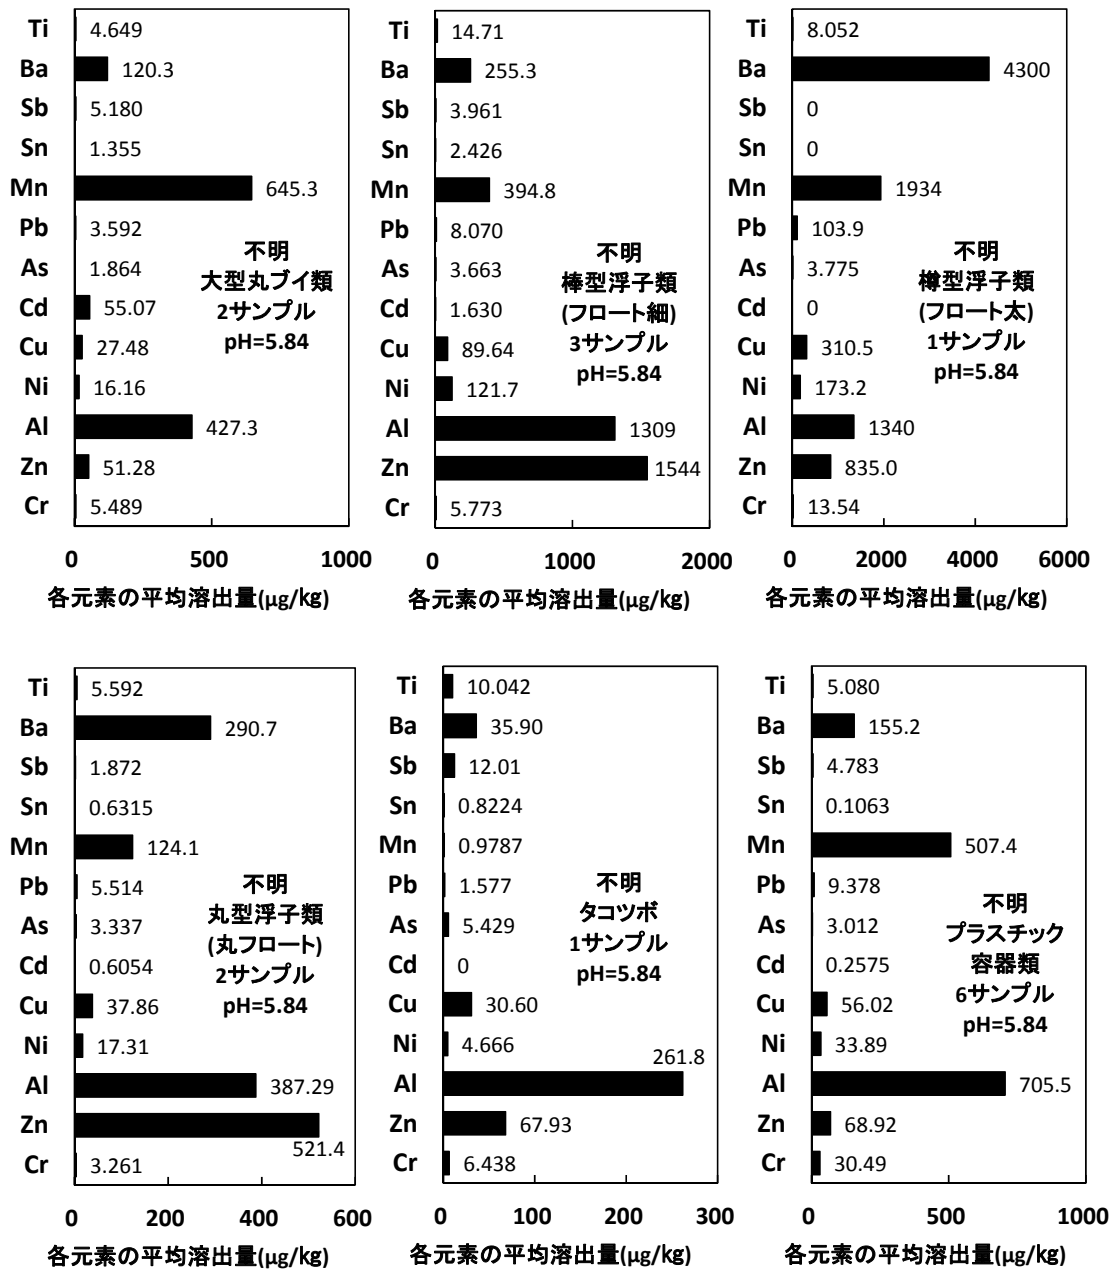 Ti 4.649
Ba 120.3
Sb 5.180
Sn 1.355
Mn 645.3
Pb 3.592
As 1.864
Cd 55.07
Cu 27.48
Ni 16.16
Al 427.3
Zn 51.28
Cr 5.489
不明
大型丸ブイ類
2サンプル
pH=5.84
0 500 1000
各元素の平均溶出量(μg/kg)
Ti 14.71
Ba 255.3
Sb 3.961
Sn 2.426
Mn 394.8
Pb 8.070
As 3.663
Cd 1.630
Cu 89.64
Ni 121.7
Al 1309
Zn 1544
Cr 5.773
不明
棒型浮子類
(フロート細)
3サンプル
pH=5.84
0 1000 2000
各元素の平均溶出量(μg/kg)
Ti 8.052
Ba 4300
Sb 0
Sn 0
Mn 1934
Pb 103.9
As 3.775
Cd 0
Cu 310.5
Ni 173.2
Al 1340
Zn 835.0
Cr 13.54
不明
樽型浮子類
(フロート太)
1サンプル
pH=5.84
0 2000 4000 6000
各元素の平均溶出量(μg/kg)
Ti 5.592
Ba 290.7
Sb 1.872
Sn 0.6315
Mn 124.1
Pb 5.514
As 3.337
Cd 0.6054
Cu 37.86
Ni 17.31
Al 387.29
Zn 521.4
Cr 3.261
不明
丸型浮子類
(丸フロート)
2サンプル
pH=5.84
0 200 400 600
各元素の平均溶出量(μg/kg)
Ti 10.042
Ba 35.90
Sb 12.01
Sn 0.8224
Mn 0.9787
Pb 1.577
As 5.429
Cd 0
Cu 30.60
Ni 4.666
Al 261.8
Zn 67.93
Cr 6.438
不明
タコツボ
1サンプル
pH=5.84
0 100 200 300
各元素の平均溶出量(μg/kg)
Ti 5.080
Ba 155.2
Sb 4.783
Sn 0.1063
Mn 507.4
Pb 9.378
As 3.012
Cd 0.2575
Cu 56.02
Ni 33.89
Al 705.5
Zn 68.92
Cr 30.49
不明
プラスチック
容器類
6サンプル
pH=5.84
0 500 1000
各元素の平均溶出量(μg/kg)